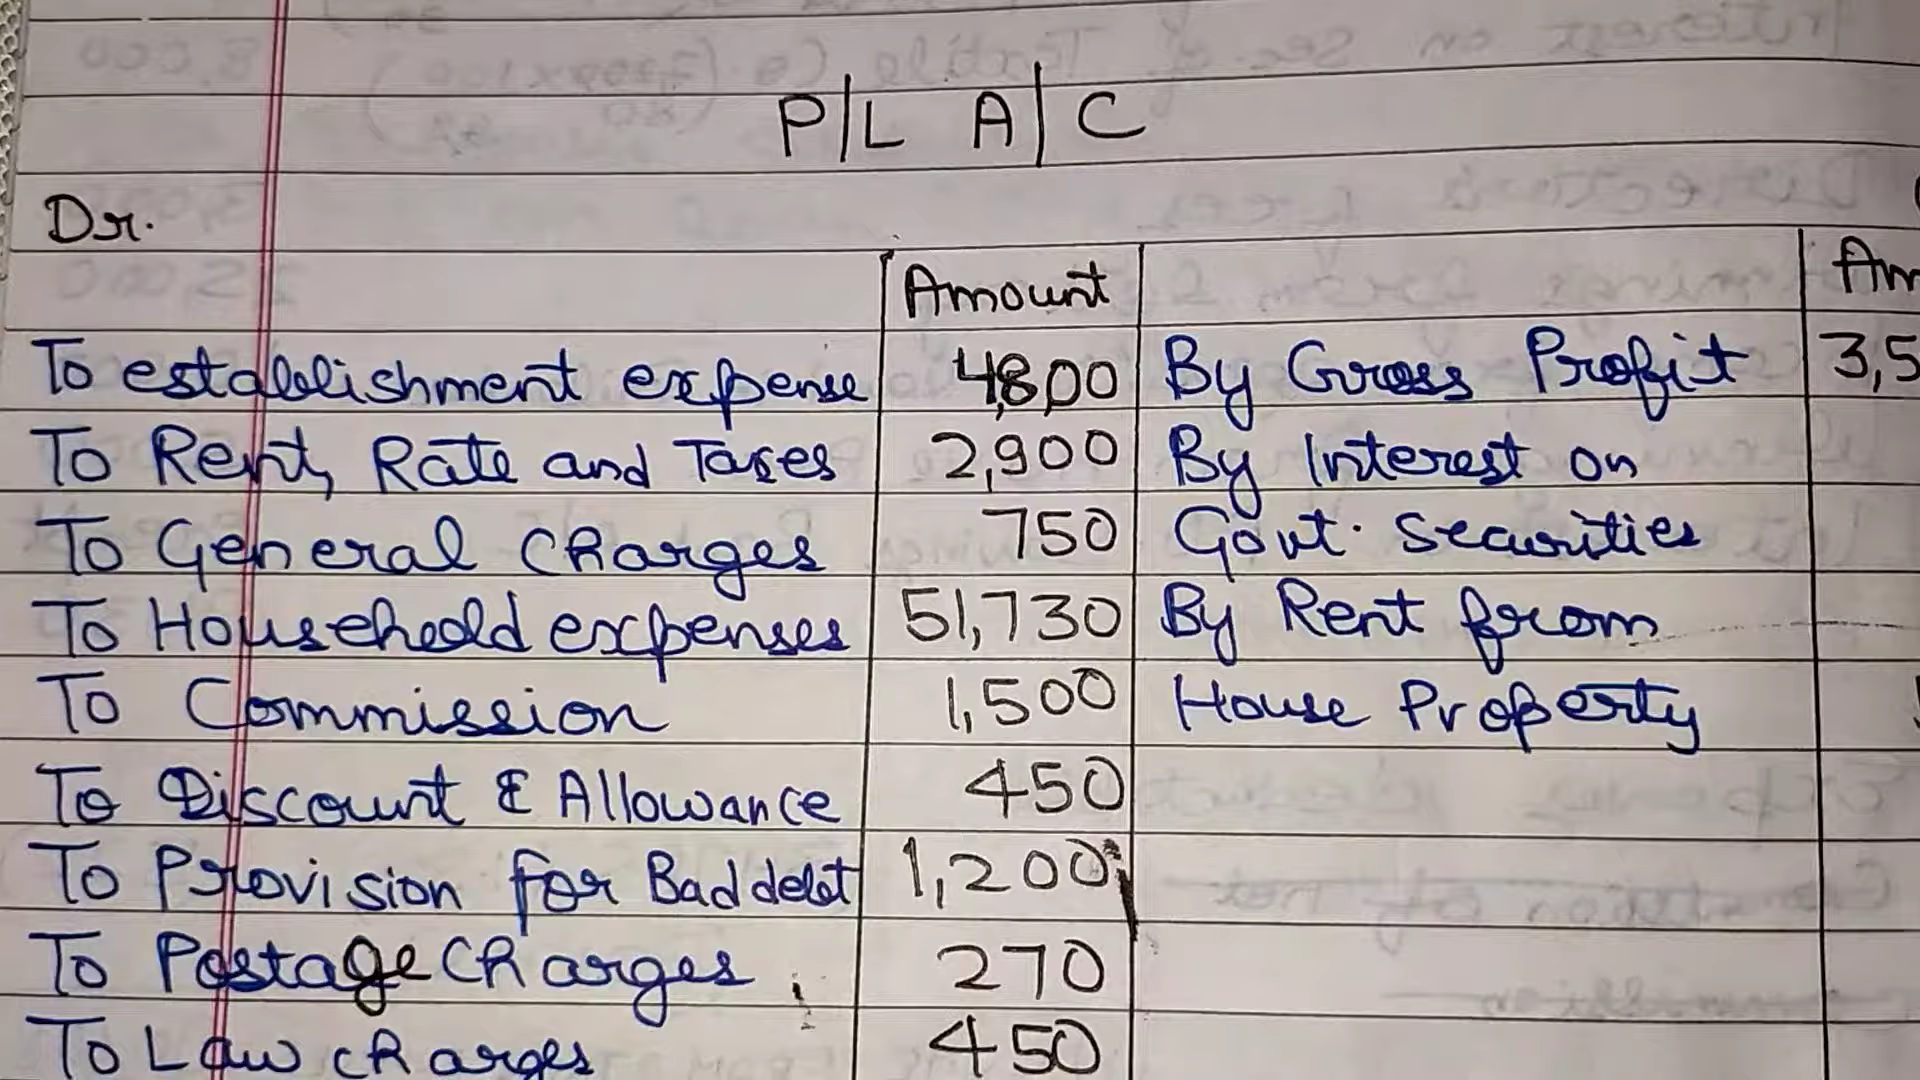 P/L A/C
Dr.
Amount Am
To establishment expense 4,800 By Gross Profit 3,5
To Rent, Rate and Taxes 2,900 By Interest on
To General Charges 750 Govt. Securities
To Household expenses 51,730 By Rent from
To Commission 1,500 House Property
To Discount & Allowance 450
To Provision for Bad debt 1,200
To Postage Charges 270
To Law charges 450